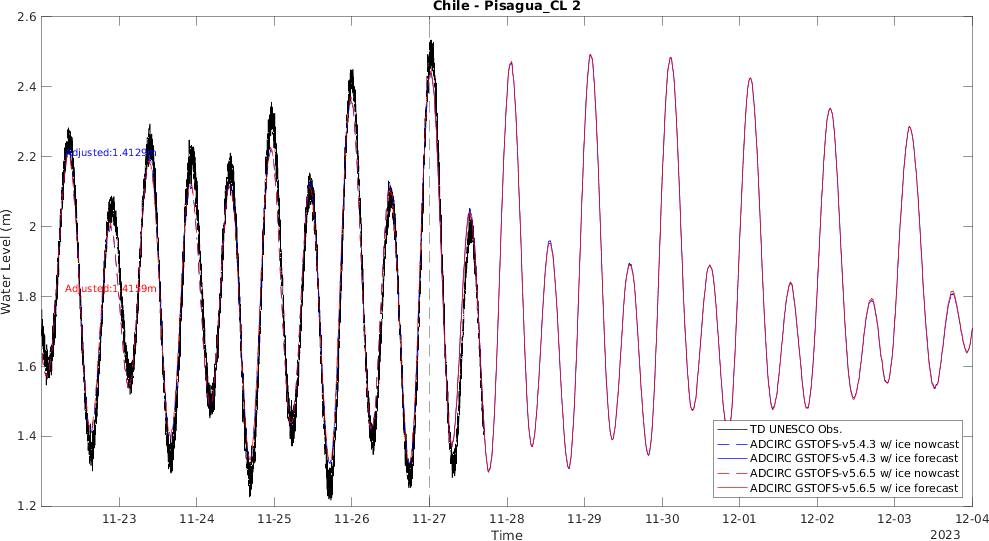 Chile - Pisagua_CL 2
2.6
2.4
2.2
2
1.8
1.6
1.4
1.2
Water Level (m)
Adjusted:1.4129m
Adjusted:1.4159m
TD UNESCO Obs.
ADCIRC GSTOFS-v5.4.3 w/ ice nowcast
ADCIRC GSTOFS-v5.4.3 w/ ice forecast
ADCIRC GSTOFS-v5.6.5 w/ ice nowcast
ADCIRC GSTOFS-v5.6.5 w/ ice forecast
11-23 11-24 11-25 11-26 11-27 11-28 11-29 11-30 12-01 12-02 12-03 12-04
Time
2023